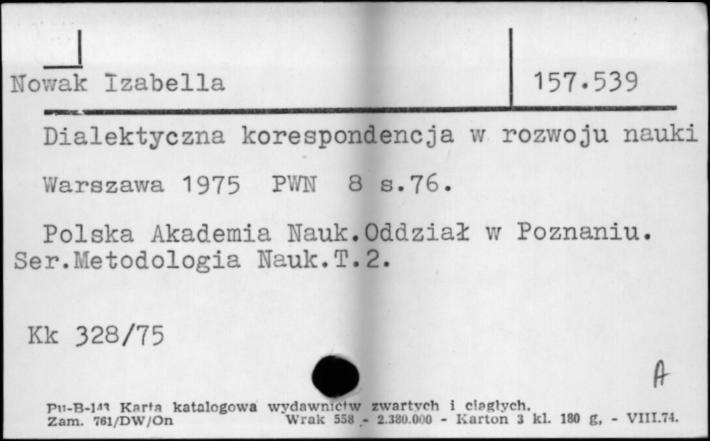 Nowak Izabella 157.539
Dialektyczna korespondencja w rozwoju nauki
Warszawa 1975 PWN 8 s.76.
Polska Akademia Nauk.Oddział w Poznaniu.
Ser.Metodologia Nauk.T.2.
Kk 328/75
A
Pu-B-143 Karta katalogowa wydawnictw zwartych i ciągłych.
Zam. 761/DW/On Wrak 558 - 2.380.000 - Karton 3 kl. 180 g. - VIII.74.